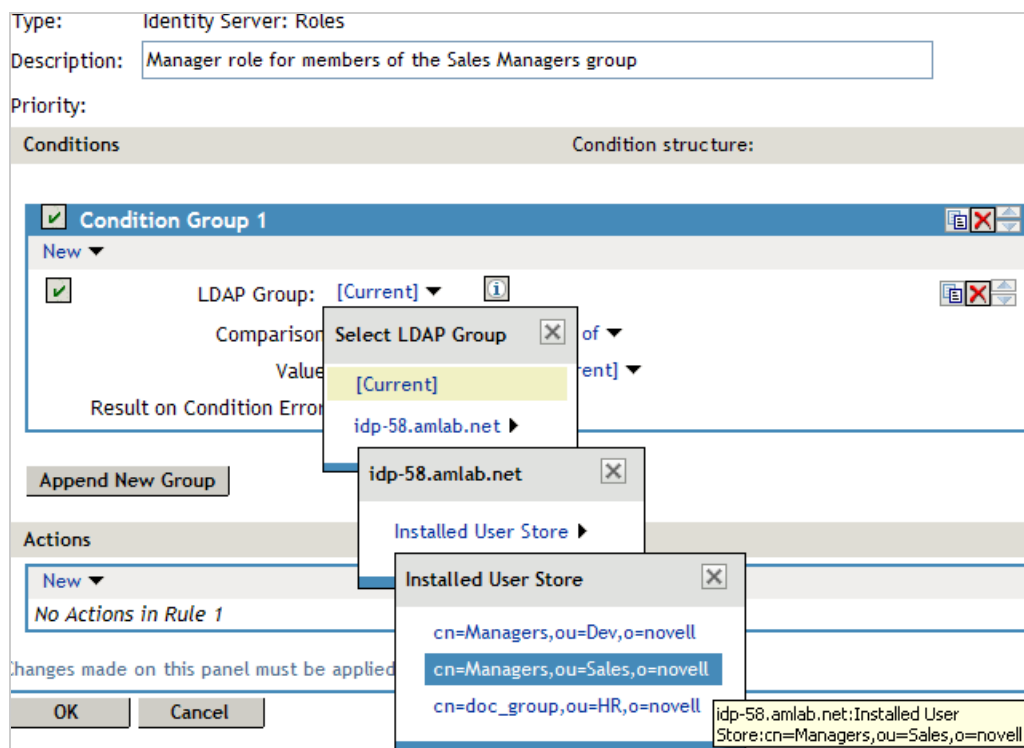 Type: Identity Server: Roles
Description: Manager role for members of the Sales Managers group
Priority:
Conditions Condition structure:
Condition Group 1
New
LDAP Group: [Current]
Comparison of
Select LDAP Group
Value rent]
[Current]
Result on Condition Error
idp-58.amlab.net
Append New Group
idp-58.amlab.net
Installed User Store
Actions
New
Installed User Store
No Actions in Rule 1
cn=Managers,ou=Dev,o=novell
Changes made on this panel must be applied
cn=Managers,ou=Sales,o=novell
cn=doc_group,ou=HR,o=novell
OK Cancel
idp-58.amlab.net:Installed User
Store:cn=Managers,ou=Sales,o=novell